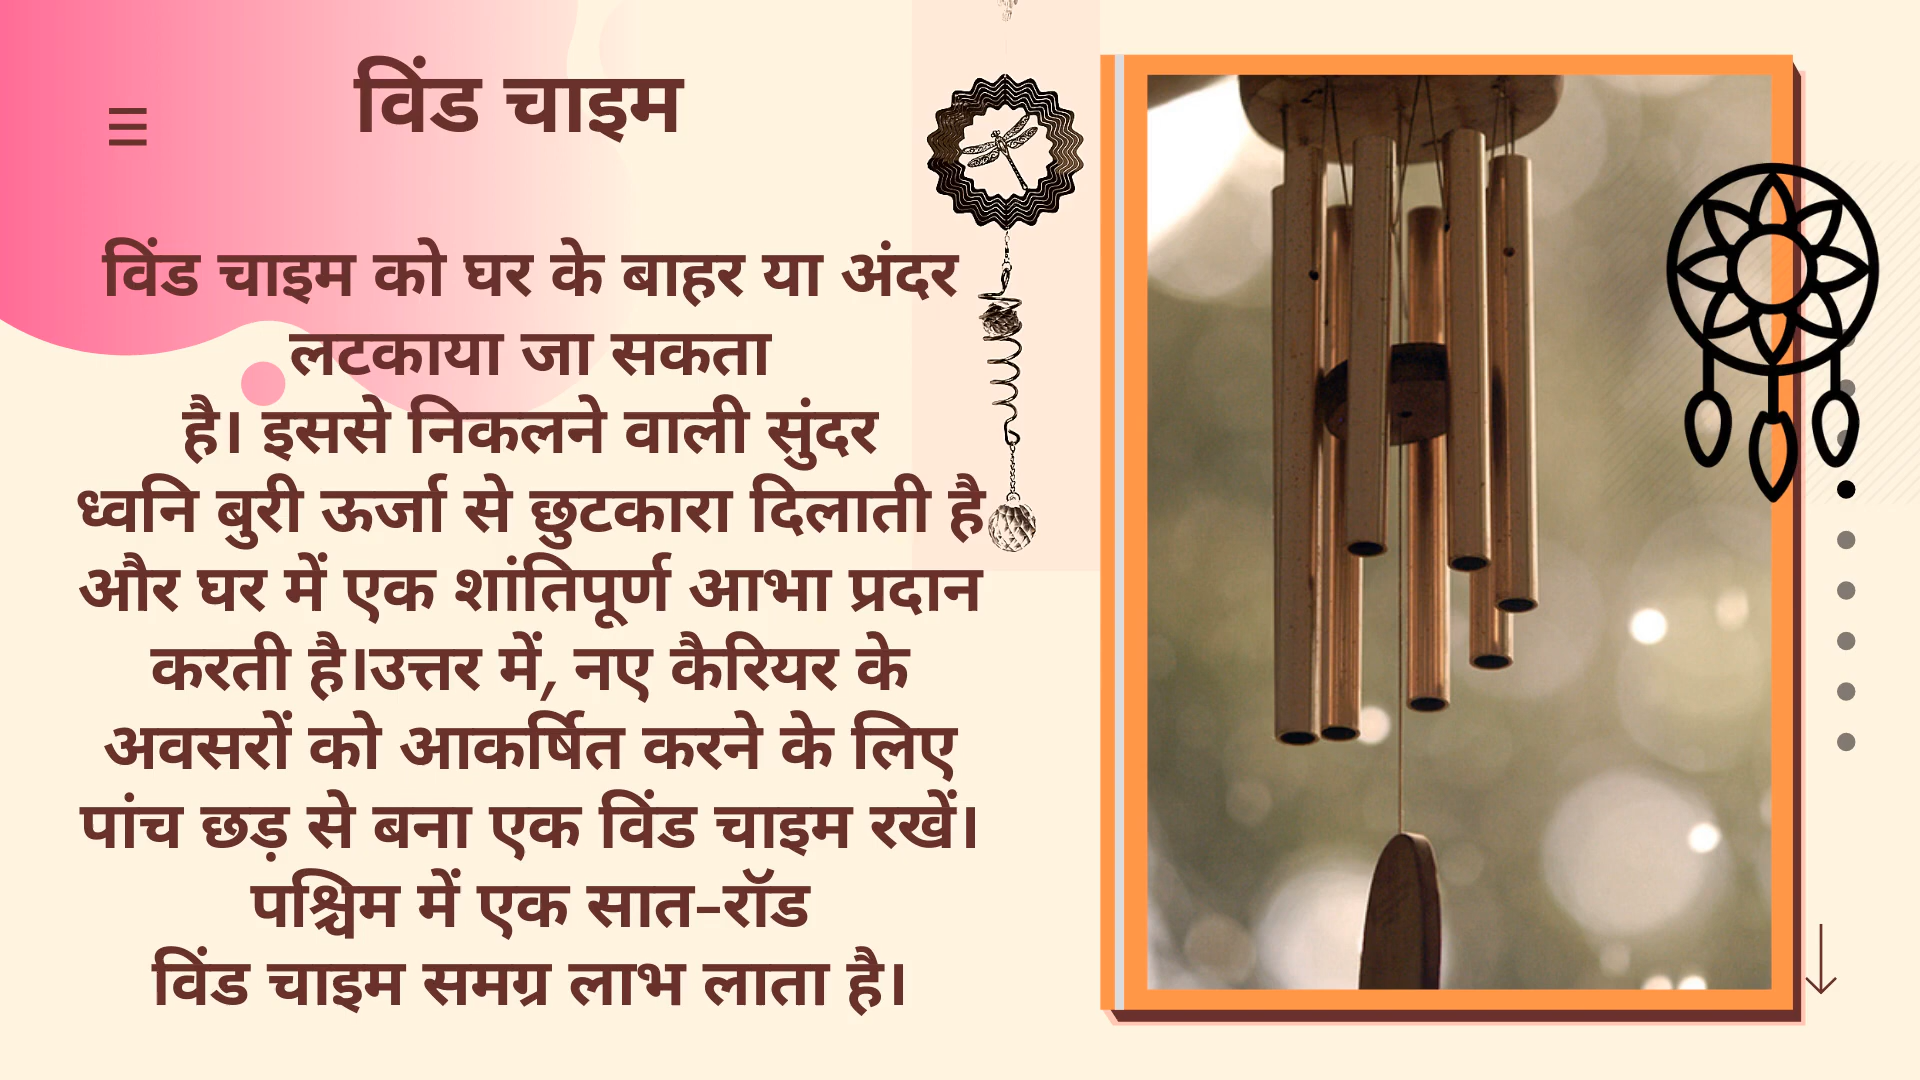 विंड चाइम
विंड चाइम को घर के बाहर या अंदर
लटकाया जा सकता
है। इससे निकलने वाली सुंदर
ध्वनि बुरी ऊर्जा से छुटकारा दिलाती है
और घर में एक शांतिपूर्ण आभा प्रदान
करती है।उत्तर में, नए कैरियर के
अवसरों को आकर्षित करने के लिए
पांच छड़ से बना एक विंड चाइम रखें।
पश्चिम में एक सात-रॉड
विंड चाइम समग्र लाभ लाता है।